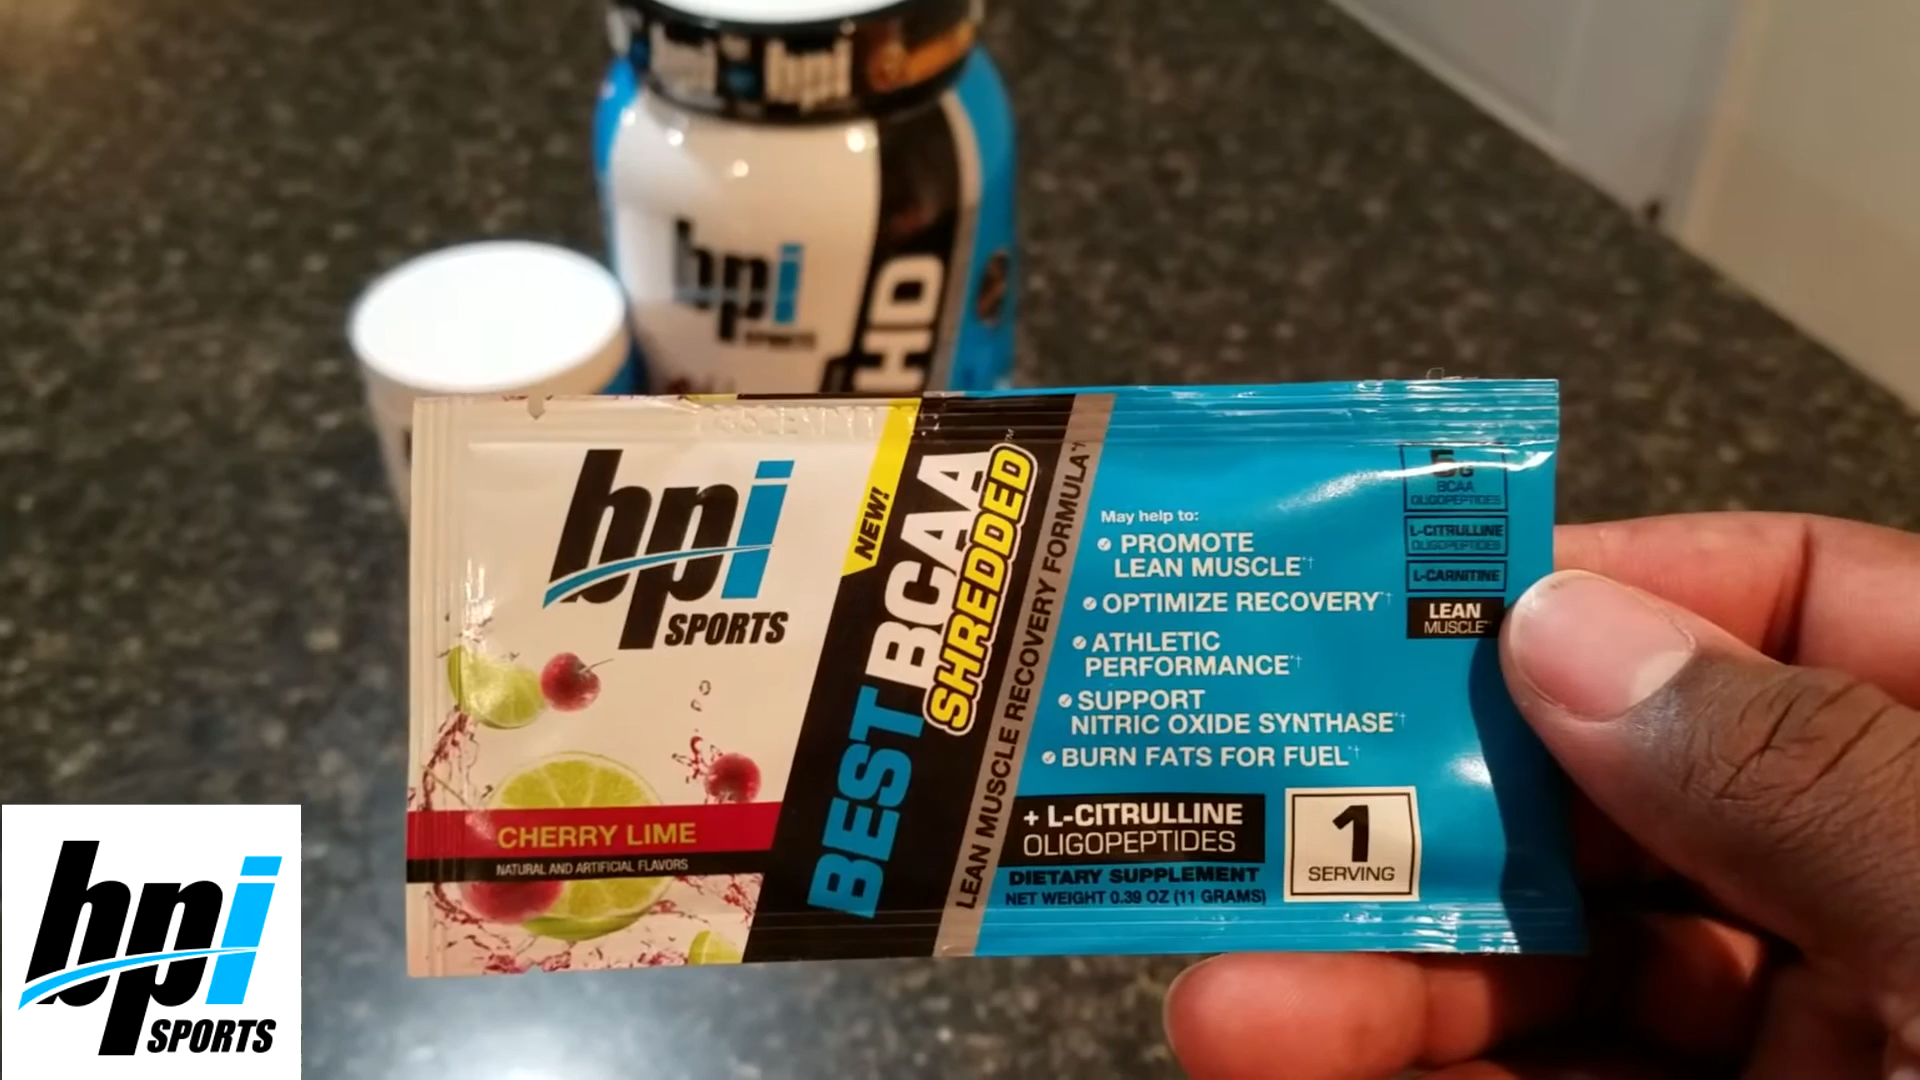 bpi
bpi
SPORTS
HD
bpi
SPORTS
NEW!
BEST BCAA
SHREDDED™
LEAN MUSCLE RECOVERY FORMULA*†
May help to:
PROMOTE
LEAN MUSCLE*†
OPTIMIZE RECOVERY*†
ATHLETIC
PERFORMANCE*†
SUPPORT
NITRIC OXIDE SYNTHASE*†
BURN FATS FOR FUEL*†
5G
BCAA
OLIGOPEPTIDES
L-CITRULLINE
OLIGOPEPTIDES
L-CARNITINE
LEAN
MUSCLE*†
CHERRY LIME
NATURAL AND ARTIFICIAL FLAVORS
+ L-CITRULLINE
OLIGOPEPTIDES
DIETARY SUPPLEMENT
NET WEIGHT 0.39 OZ (11 GRAMS)
1
SERVING
bpi
SPORTS